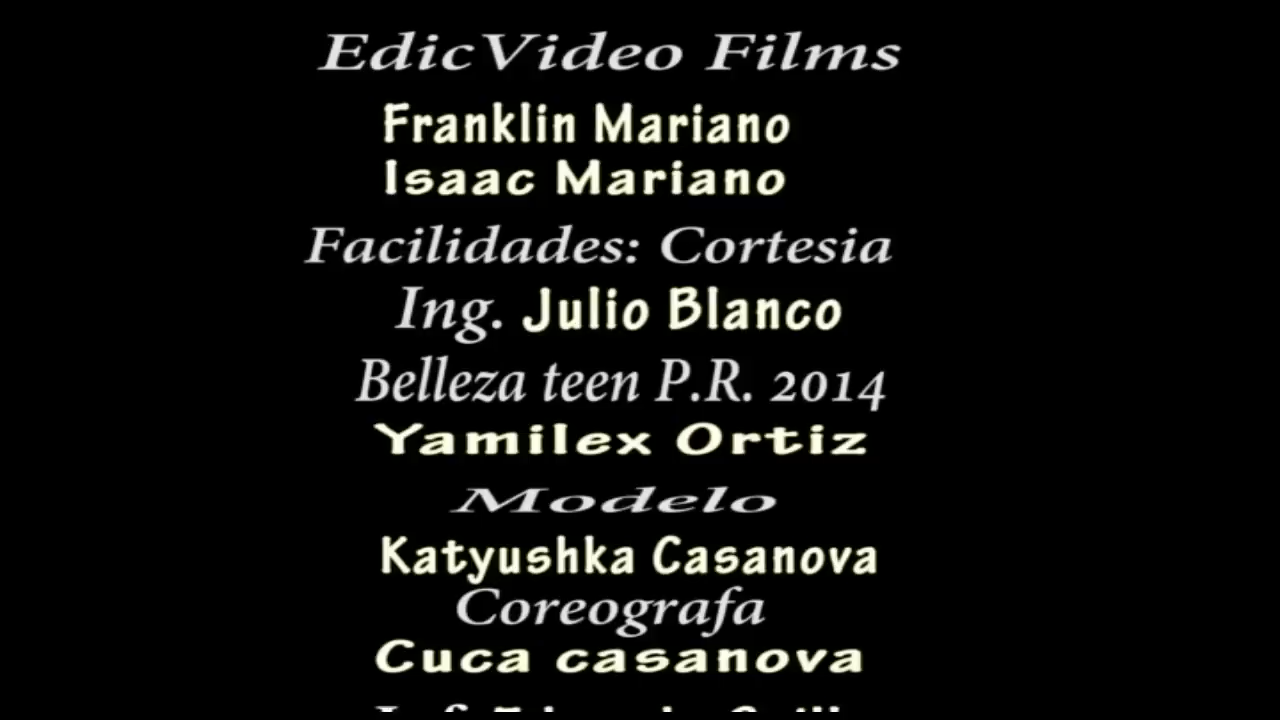 EdicVideo Films
Franklin Mariano
Isaac Mariano
Facilidades: Cortesia
Ing. Julio Blanco
Belleza teen P.R. 2014
Yamilex Ortiz
Modelo
Katyushka Casanova
Coreografa
Cuca casanova